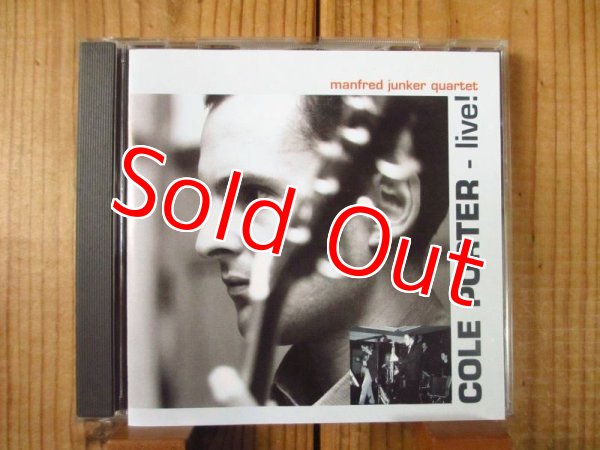 manfred junker quartet
COLE PORTER - live!
Sold Out